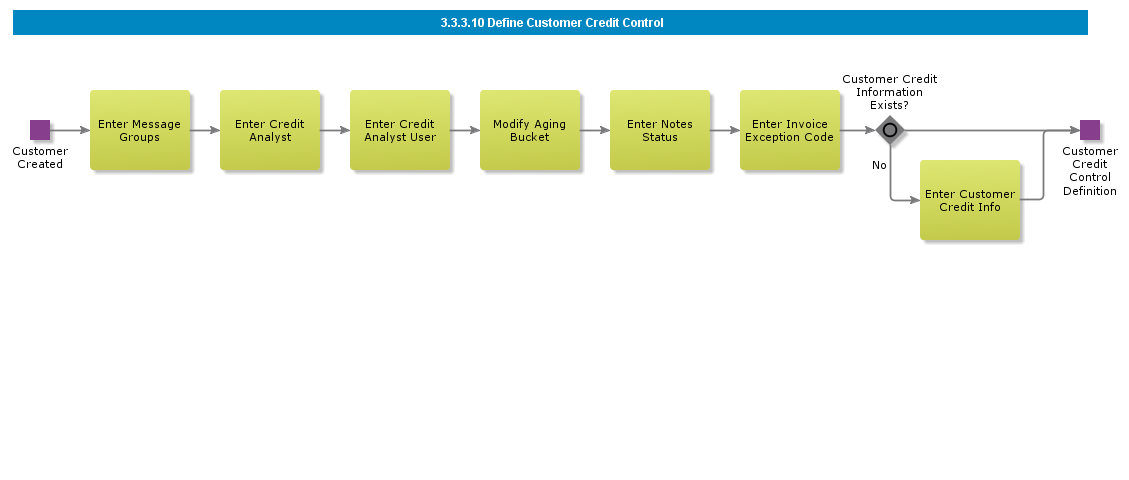 3.3.3.10 Define Customer Credit Control
Customer
Created
Enter Message
Groups
Enter Credit
Analyst
Enter Credit
Analyst User
Modify Aging
Bucket
Enter Notes
Status
Enter Invoice
Exception Code
Customer Credit
Information
Exists?
No
Enter Customer
Credit Info
Customer
Credit
Control
Definition